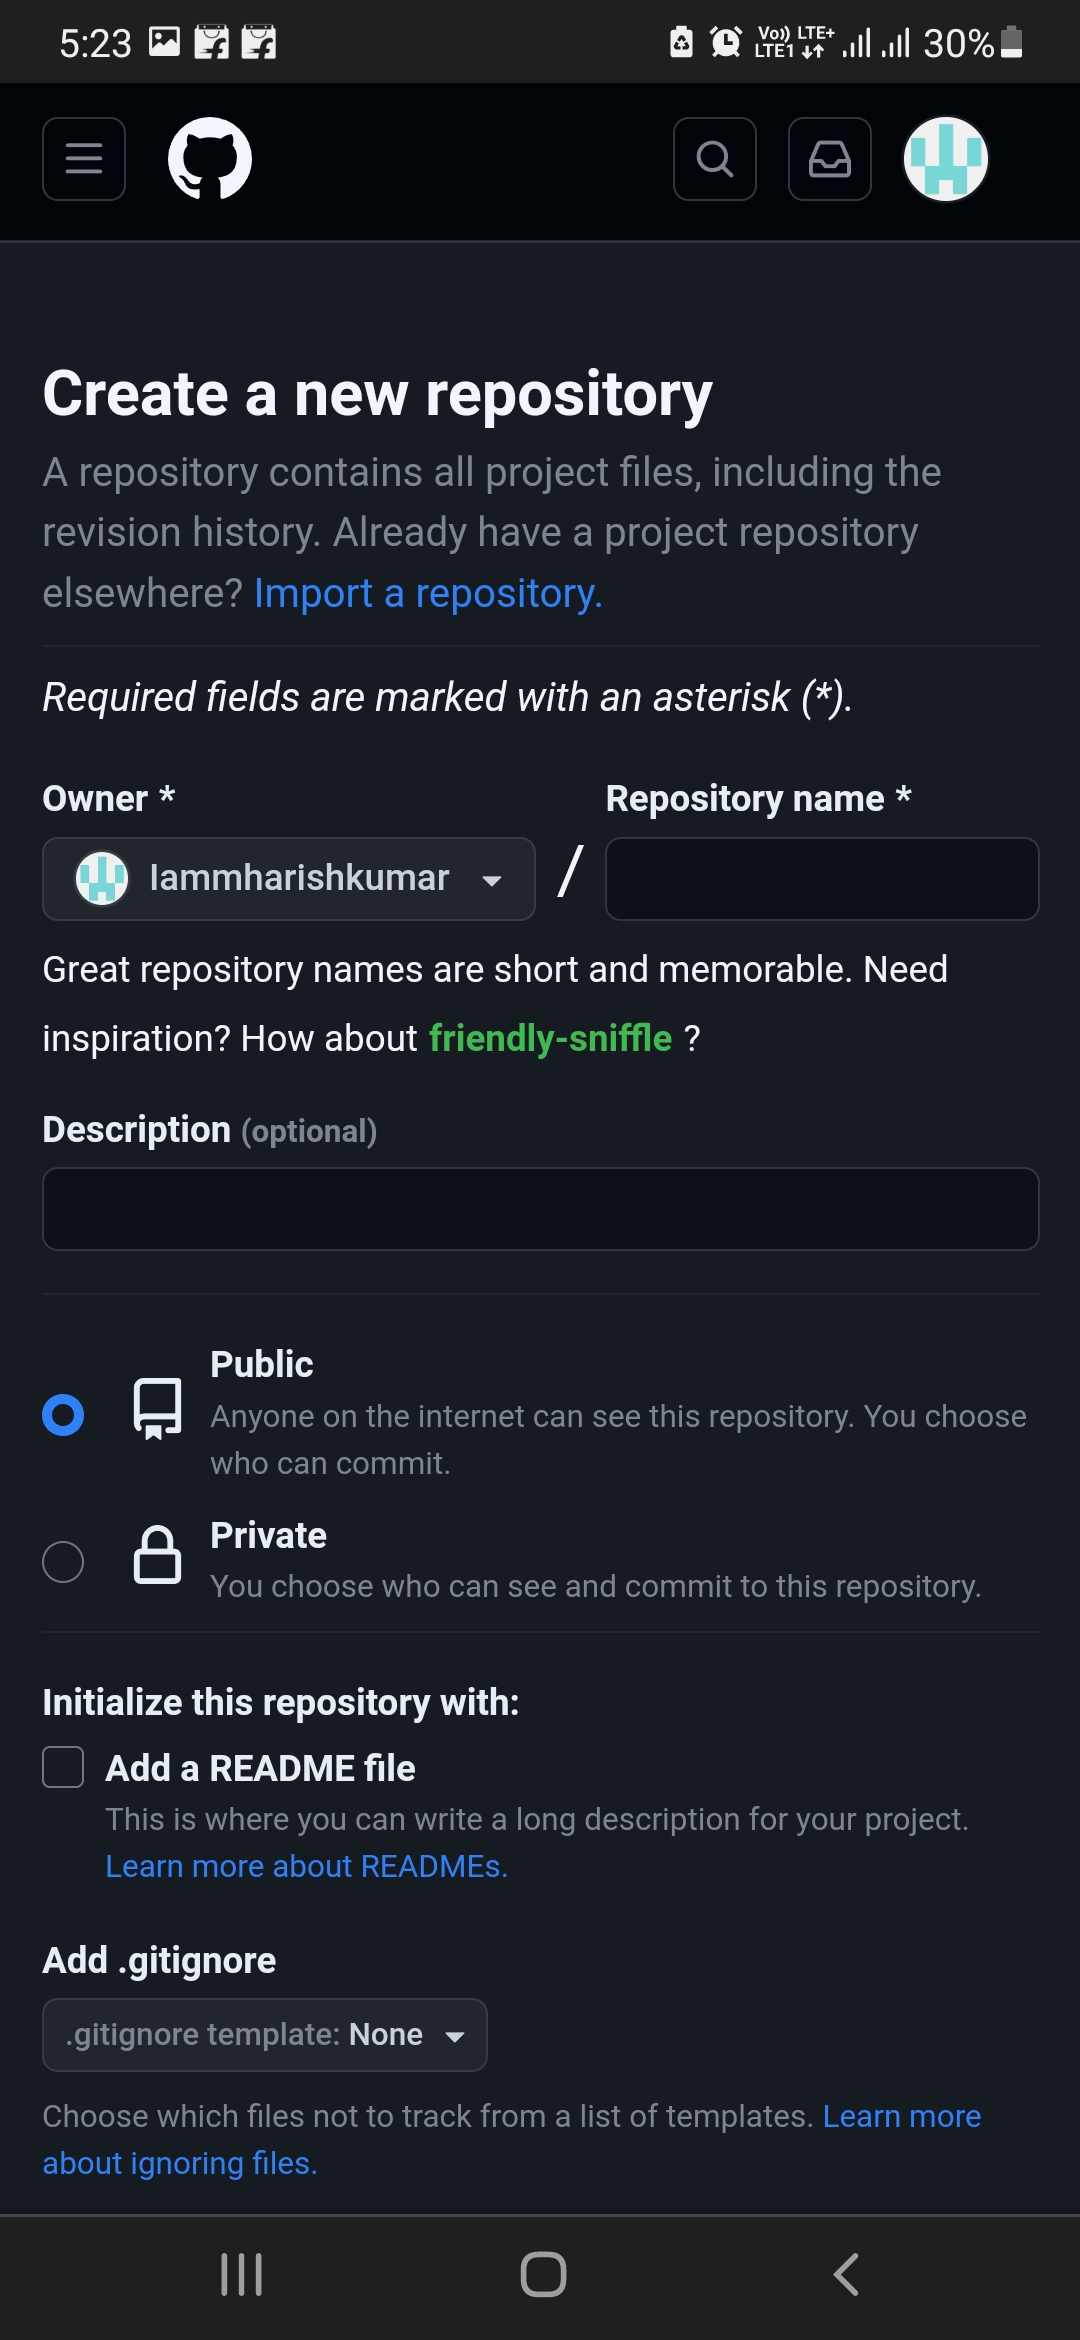 5:23
Vo)) LTE+
LTE1
30%
Create a new repository
A repository contains all project files, including the
revision history. Already have a project repository
elsewhere? Import a repository.
Required fields are marked with an asterisk (*).
Owner *
Repository name *
Iammharishkumar
/
Great repository names are short and memorable. Need
inspiration? How about friendly-sniffle ?
Description (optional)
Public
Anyone on the internet can see this repository. You choose
who can commit.
Private
You choose who can see and commit to this repository.
Initialize this repository with:
Add a README file
This is where you can write a long description for your project.
Learn more about READMEs.
Add .gitignore
.gitignore template: None
Choose which files not to track from a list of templates. Learn more
about ignoring files.